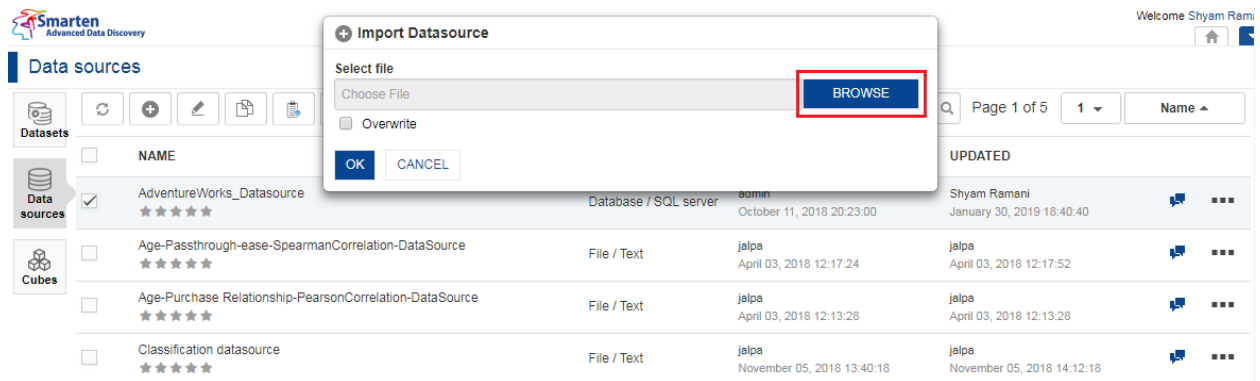 Smarten
Advanced Data Discovery
Welcome Shyam Rama
Data sources
Import Datasource
Select file
Choose File
BROWSE
Overwrite
OK
CANCEL
Page 1 of 5
1
Name
Datasets
Data
sources
Cubes
NAME
UPDATED
AdventureWorks_Datasource
Database / SQL server
admin
October 11, 2018 20:23:00
Shyam Ramani
January 30, 2019 18:40:40
Age-Passthrough-ease-SpearmanCorrelation-DataSource
File / Text
jalpa
April 03, 2018 12:17:24
jalpa
April 03, 2018 12:17:52
Age-Purchase Relationship-PearsonCorrelation-DataSource
File / Text
jalpa
April 03, 2018 12:13:28
jalpa
April 03, 2018 12:13:28
Classification datasource
File / Text
jalpa
November 05, 2018 13:40:18
jalpa
November 05, 2018 14:12:18